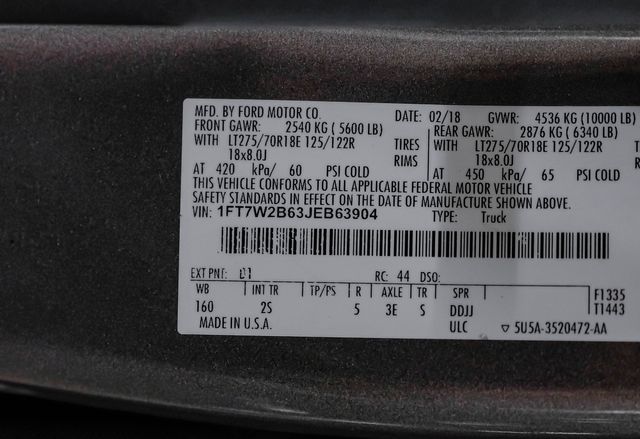 MFD. BY FORD MOTOR CO. DATE: 02/18 GVWR: 4536 KG (10000 LB)
FRONT GAWR: 2540 KG ( 5600 LB) REAR GAWR: 2876 KG ( 6340 LB)
WITH LT275/70R18E 125/122R TIRES WITH LT275/70R18E 125/122R
18x8.0J RIMS 18x8.0J
AT 420 kPa/ 60 PSI COLD AT 450 kPa/ 65 PSI COLD
THIS VEHICLE CONFORMS TO ALL APPLICABLE FEDERAL MOTOR VEHICLE
SAFETY STANDARDS IN EFFECT ON THE DATE OF MANUFACTURE SHOWN ABOVE.
VIN: 1FT7W2B63JEB63904 TYPE: Truck
EXT PNT: RC: 44 DSO:
WB INT TR TP/PS R AXLE TR SPR F1335
160 2S 5 3E S DDJJ T1443
MADE IN U.S.A. ULC ▽ 5U5A-3520472-AA